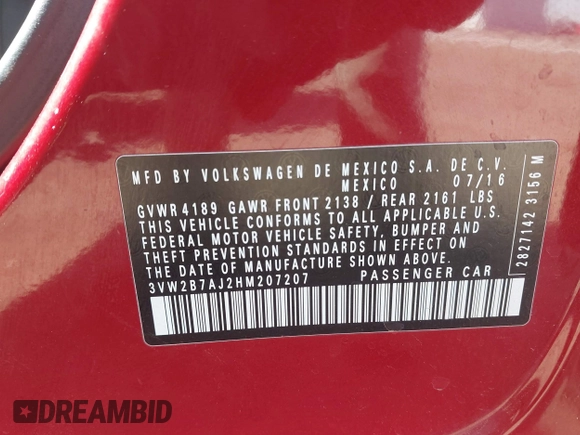 MFD BY VOLKSWAGEN DE MEXICO S.A. DE C.V.
MEXICO 07/16
GVWR 4189 GAWR FRONT 2138 / REAR 2161 LBS
THIS VEHICLE CONFORMS TO ALL APPLICABLE U.S.
FEDERAL MOTOR VEHICLE SAFETY, BUMPER AND
THEFT PREVENTION STANDARDS IN EFFECT ON
THE DATE OF MANUFACTURE SHOWN ABOVE.
3VW2B7AJ2HM207207 PASSENGER CAR
2827142 3156 M
DREAMBID